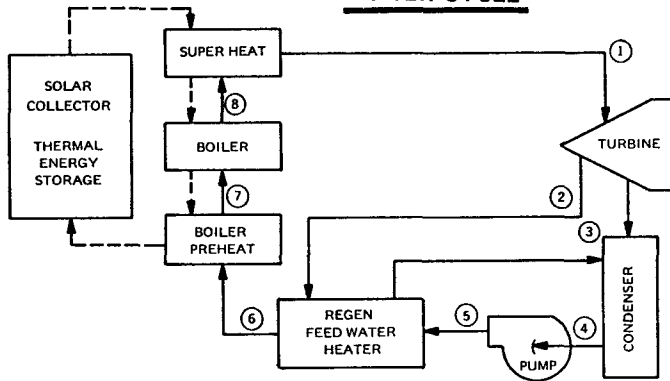 SUPER HEAT
1
SOLAR
COLLECTOR
THERMAL
ENERGY
STORAGE
8
BOILER
TURBINE
7
2
BOILER
PREHEAT
3
CONDENSER
6
REGEN
FEED WATER
HEATER
5
4
PUMP